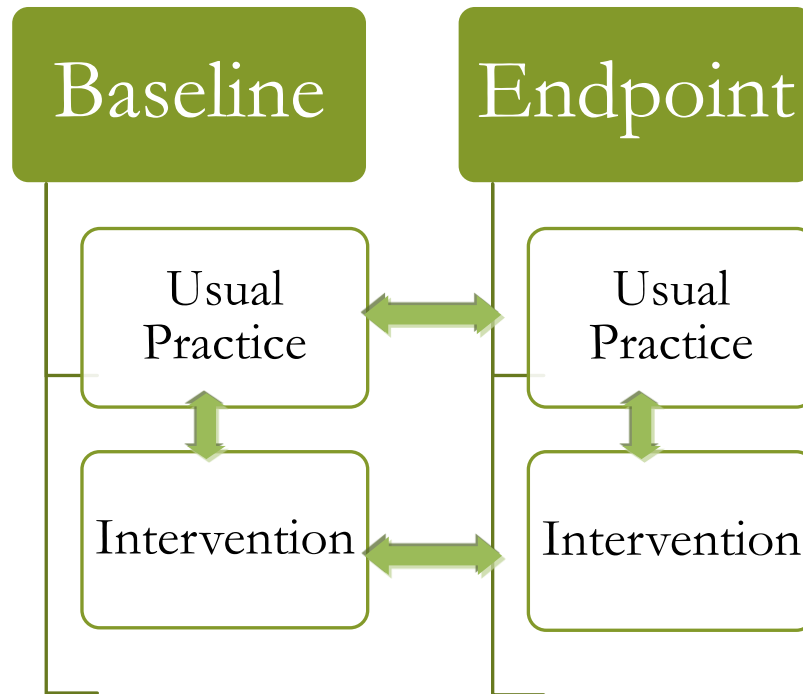 Baseline
Usual
Practice
Intervention
Endpoint
Usual
Practice
Intervention